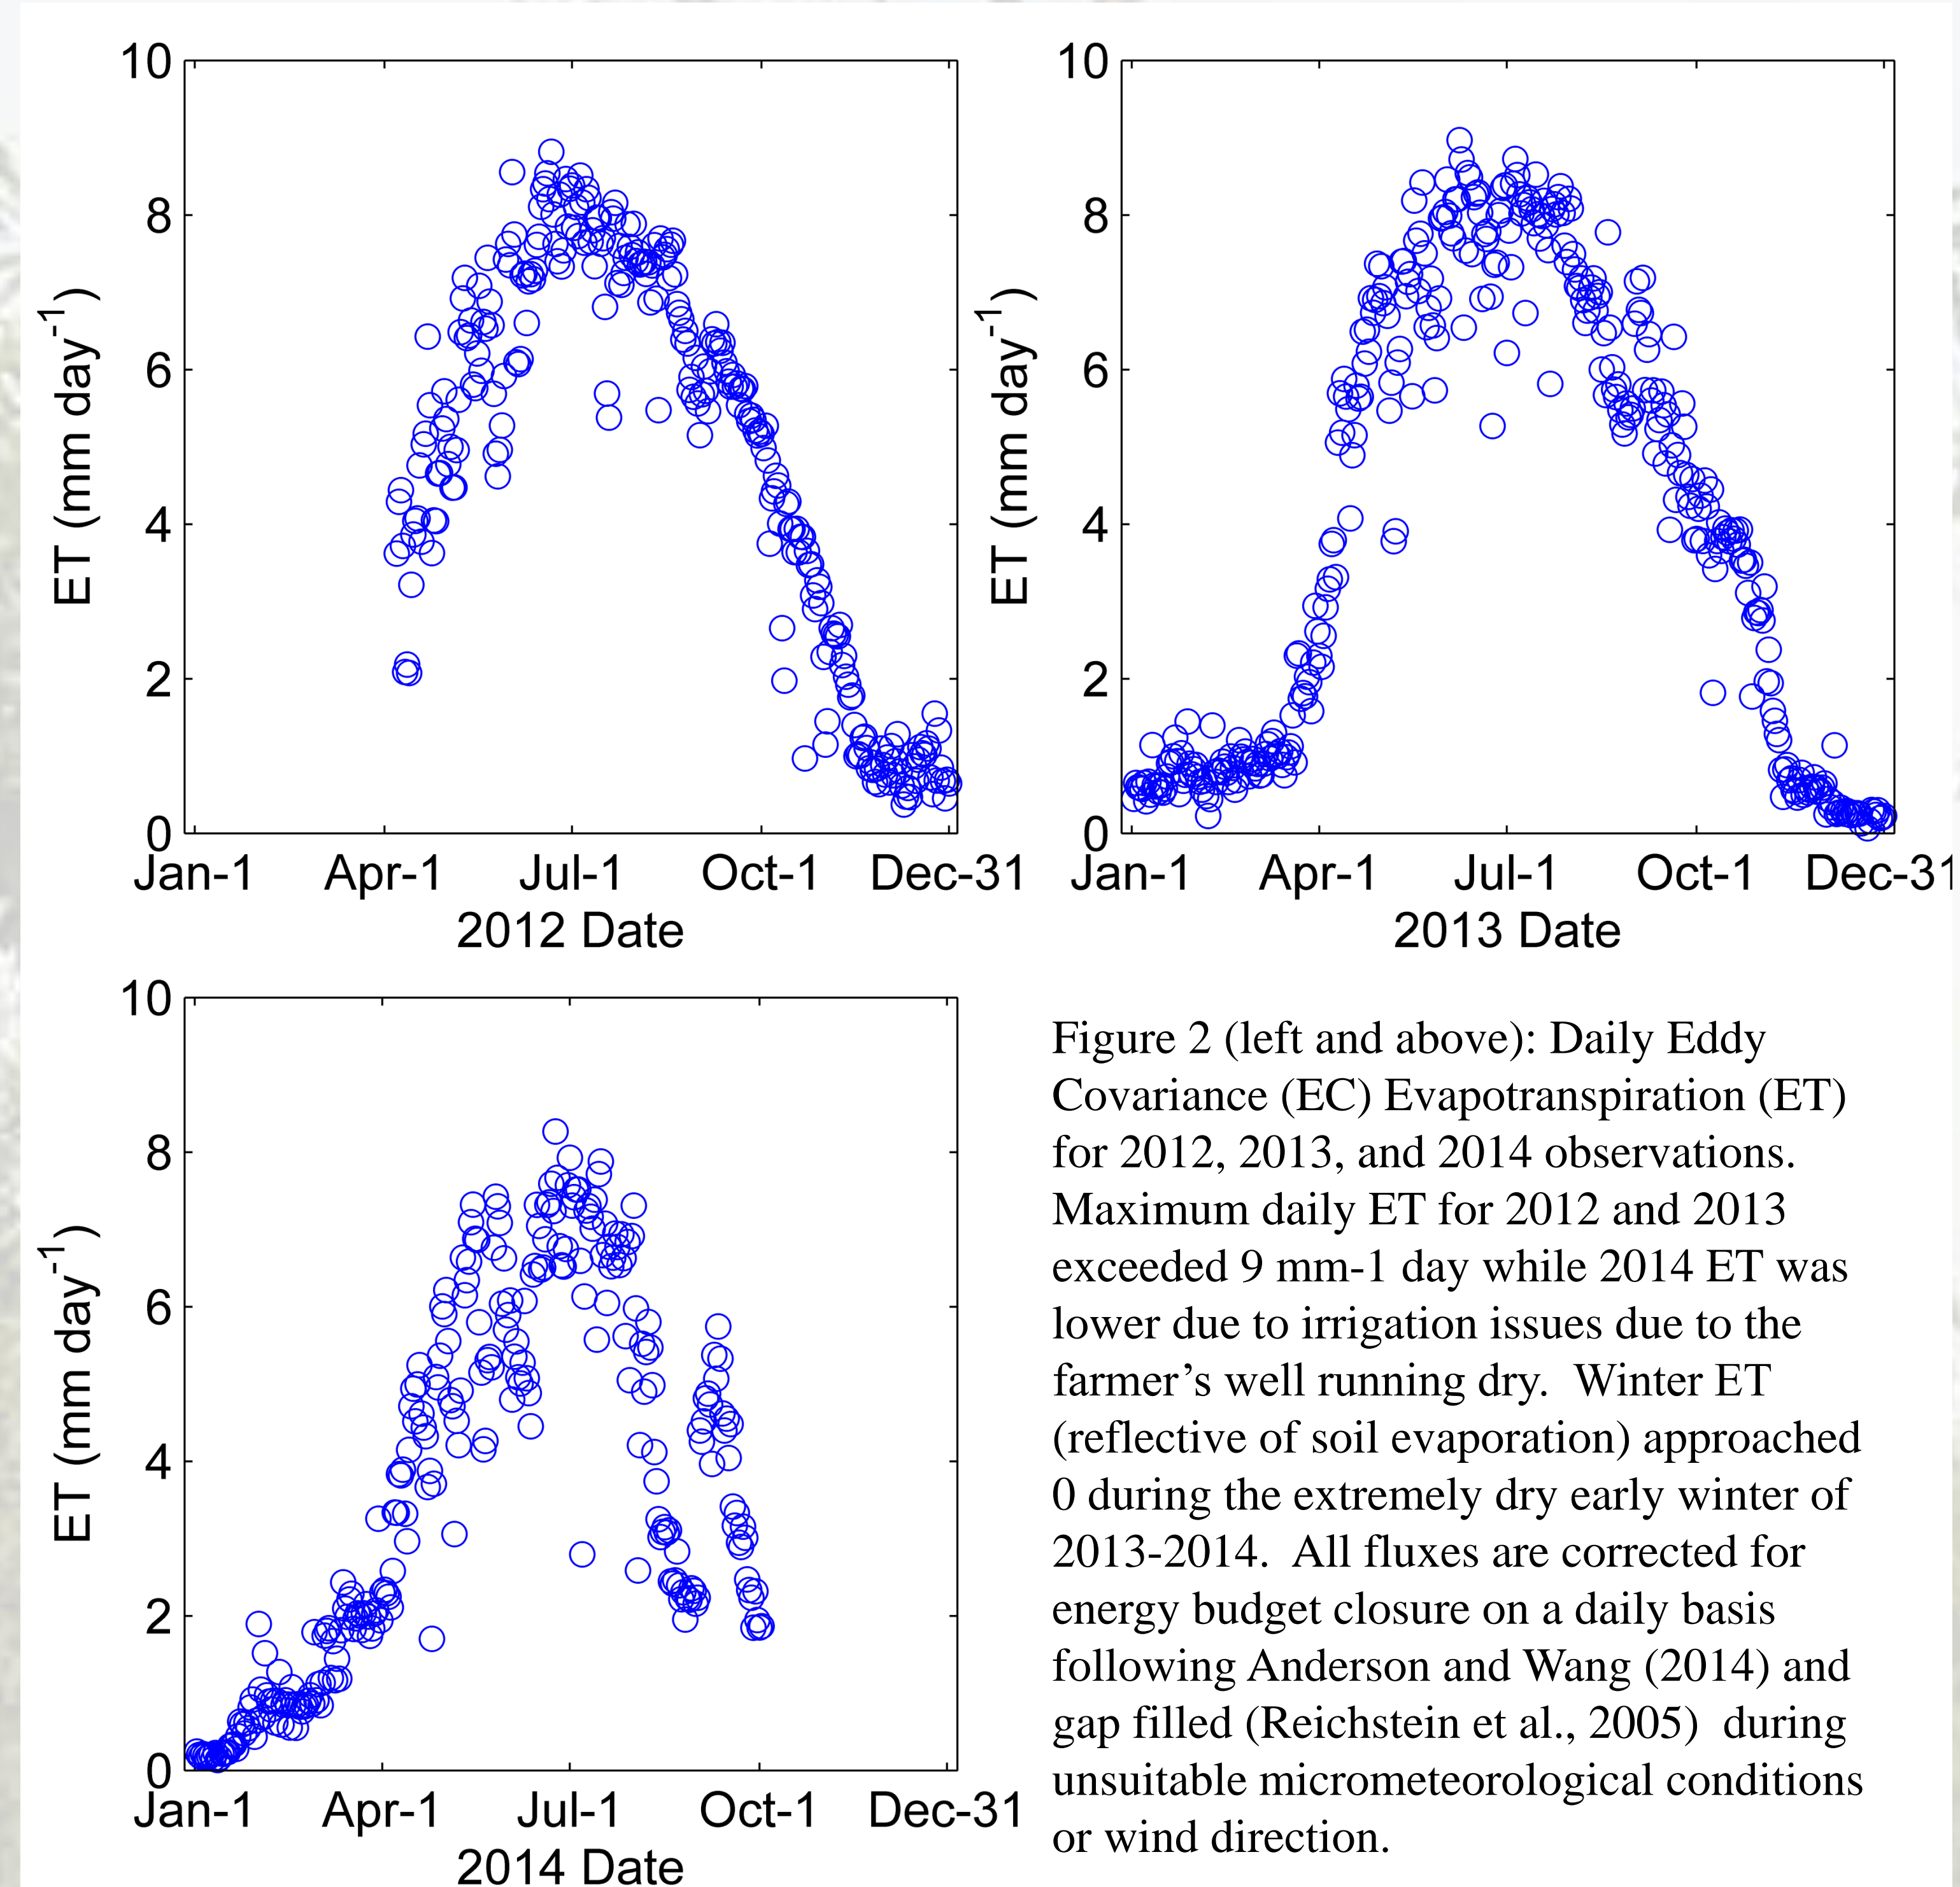 10
8
6
4
2
0
ET (mm day-1)
Jan-1 Apr-1 Jul-1 Oct-1 Dec-31
2012 Date
10
8
6
4
2
0
ET (mm day-1)
Jan-1 Apr-1 Jul-1 Oct-1 Dec-31
2013 Date
10
8
6
4
2
0
ET (mm day-1)
Jan-1 Apr-1 Jul-1 Oct-1 Dec-31
2014 Date
Figure 2 (left and above): Daily Eddy
Covariance (EC) Evapotranspiration (ET)
for 2012, 2013, and 2014 observations.
Maximum daily ET for 2012 and 2013
exceeded 9 mm-1 day while 2014 ET was
lower due to irrigation issues due to the
farmer’s well running dry.  Winter ET
(reflective of soil evaporation) approached
0 during the extremely dry early winter of
2013-2014.  All fluxes are corrected for
energy budget closure on a daily basis
following Anderson and Wang (2014) and
gap filled (Reichstein et al., 2005)  during
unsuitable micrometeorological conditions
or wind direction.